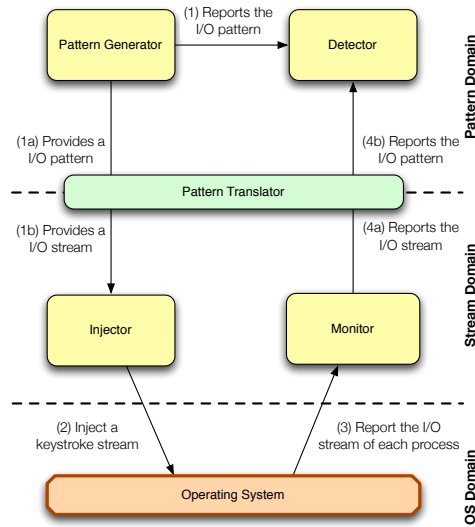 (1) Reports the
I/O pattern
Pattern Generator
Detector
Pattern Domain
(1a) Provides a
I/O pattern
(4b) Reports the
I/O pattern
Pattern Translator
(1b) Provides a
I/O stream
(4a) Reports the
I/O stream
Stream Domain
Injector
Monitor
(2) Inject a
keystroke stream
(3) Report the I/O
stream of each process
Operating System
OS Domain